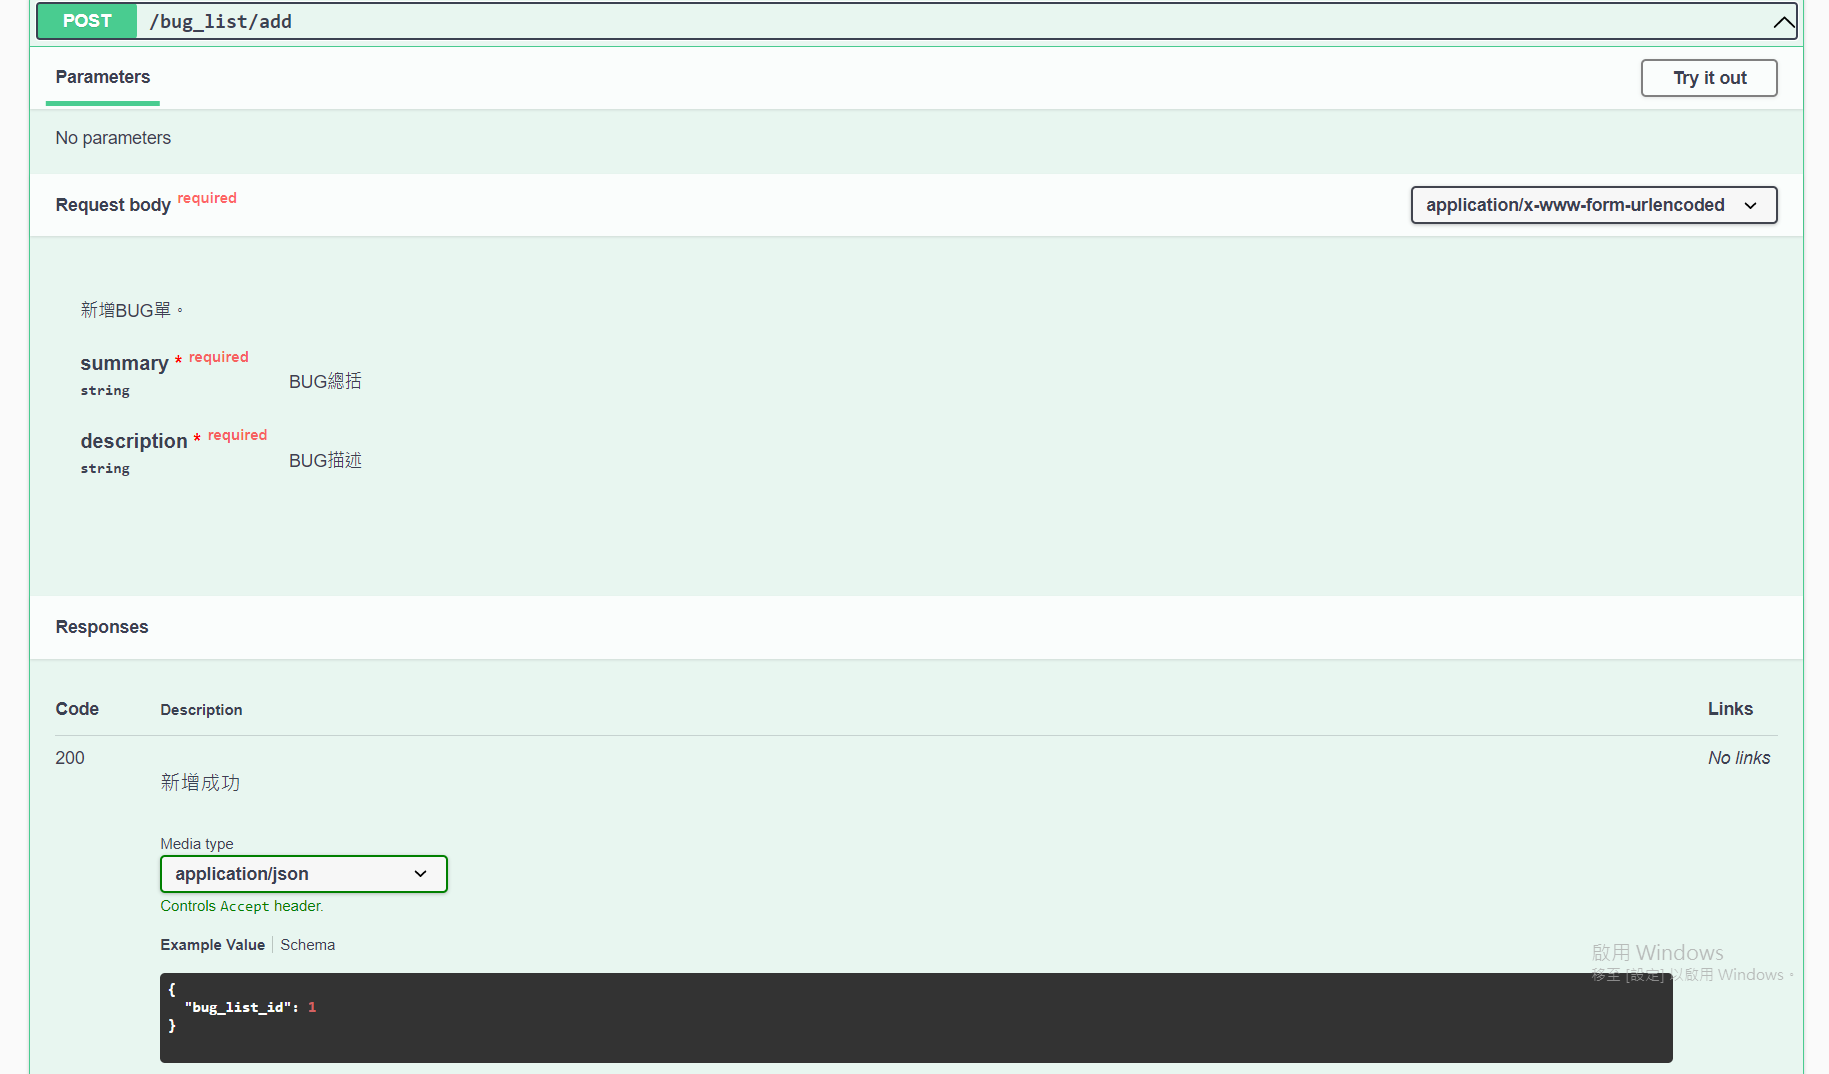 POST /bug_list/add
Parameters
Try it out
No parameters
Request body required
application/x-www-form-urlencoded
新增BUG單。
summary * required
string
BUG總括
description * required
string
BUG描述
Responses
Code Description Links
200
新增成功
No links
Media type
application/json
Controls Accept header.
Example Value Schema
{
"bug_list_id": 1
}
啟用 Windows
移至 [設定] 以啟用 Windows。